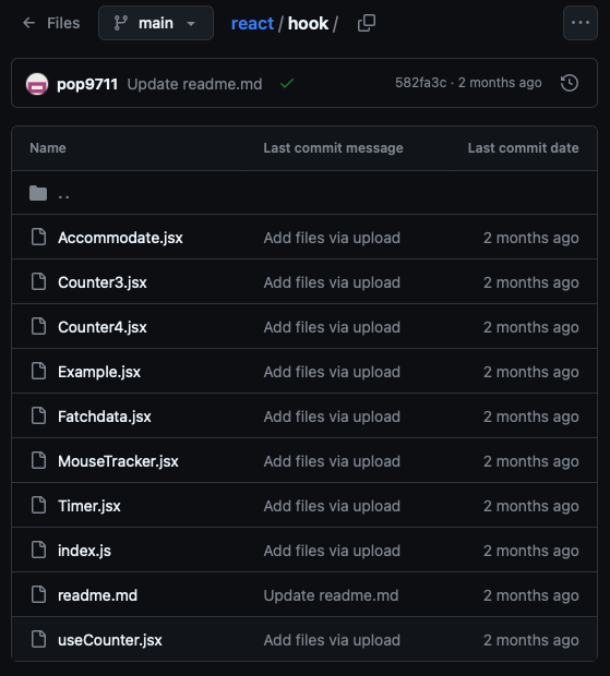 Files main react / hook /
pop9711 Update readme.md 582fa3c · 2 months ago
Name Last commit message Last commit date
..
Accommodate.jsx Add files via upload 2 months ago
Counter3.jsx Add files via upload 2 months ago
Counter4.jsx Add files via upload 2 months ago
Example.jsx Add files via upload 2 months ago
Fatchdata.jsx Add files via upload 2 months ago
MouseTracker.jsx Add files via upload 2 months ago
Timer.jsx Add files via upload 2 months ago
index.js Add files via upload 2 months ago
readme.md Update readme.md 2 months ago
useCounter.jsx Add files via upload 2 months ago